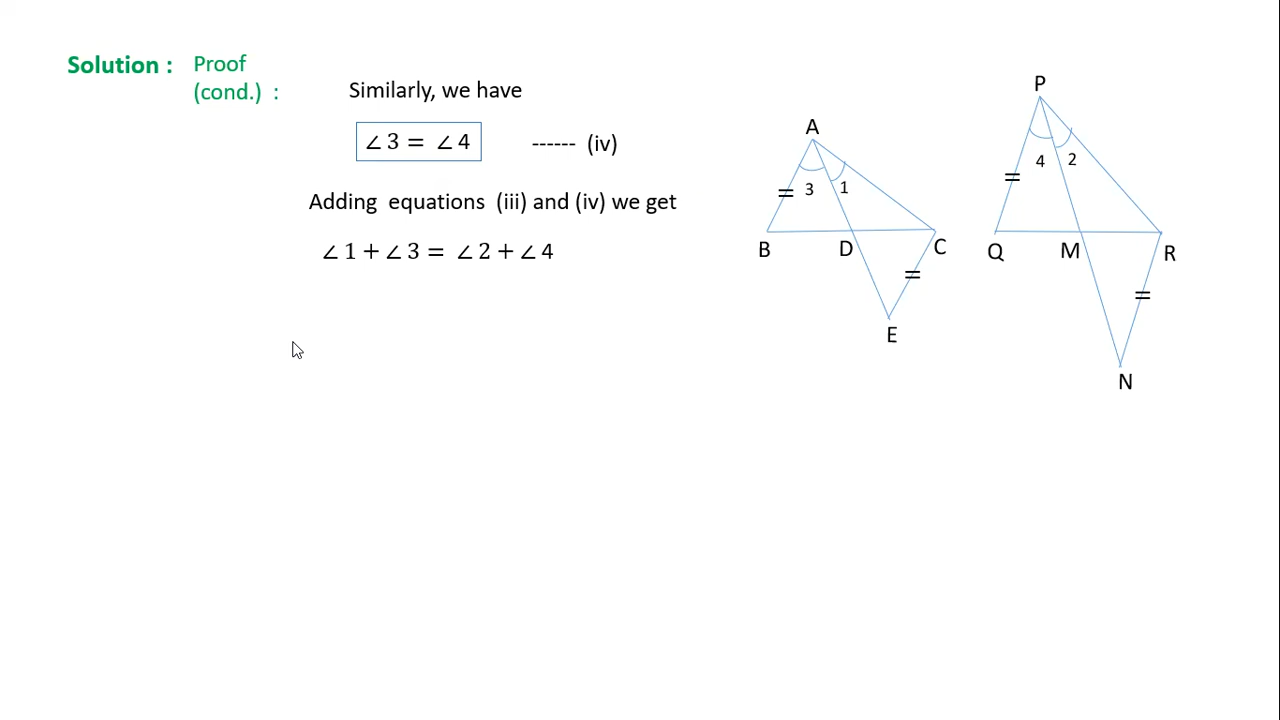 Solution : Proof
(cond.) :
Similarly, we have
∠3 = ∠4 ------ (iv)
Adding equations (iii) and (iv) we get
∠1 + ∠3 = ∠2 + ∠4
A
3 1
=
B D C
=
E
P
4 2
=
Q M R
=
N